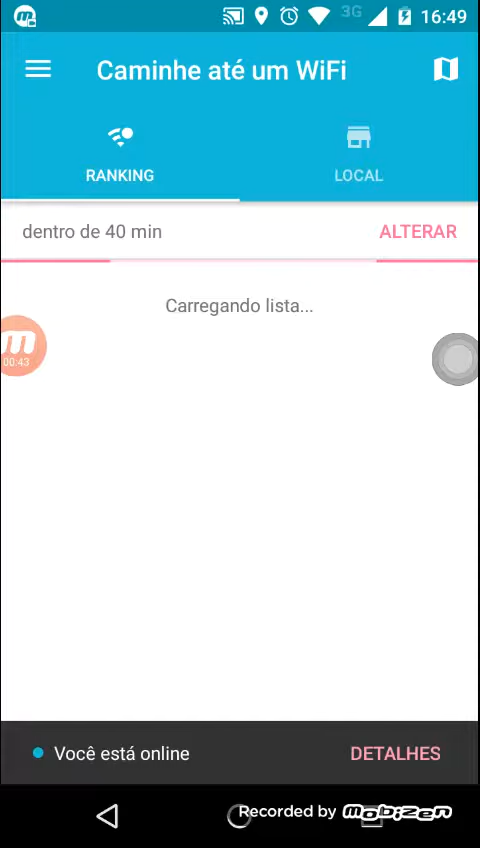 3G 16:49
Caminhe até um WiFi
RANKING LOCAL
dentro de 40 min ALTERAR
Carregando lista...
m
00:43
Você está online DETALHES
Recorded by mobizen